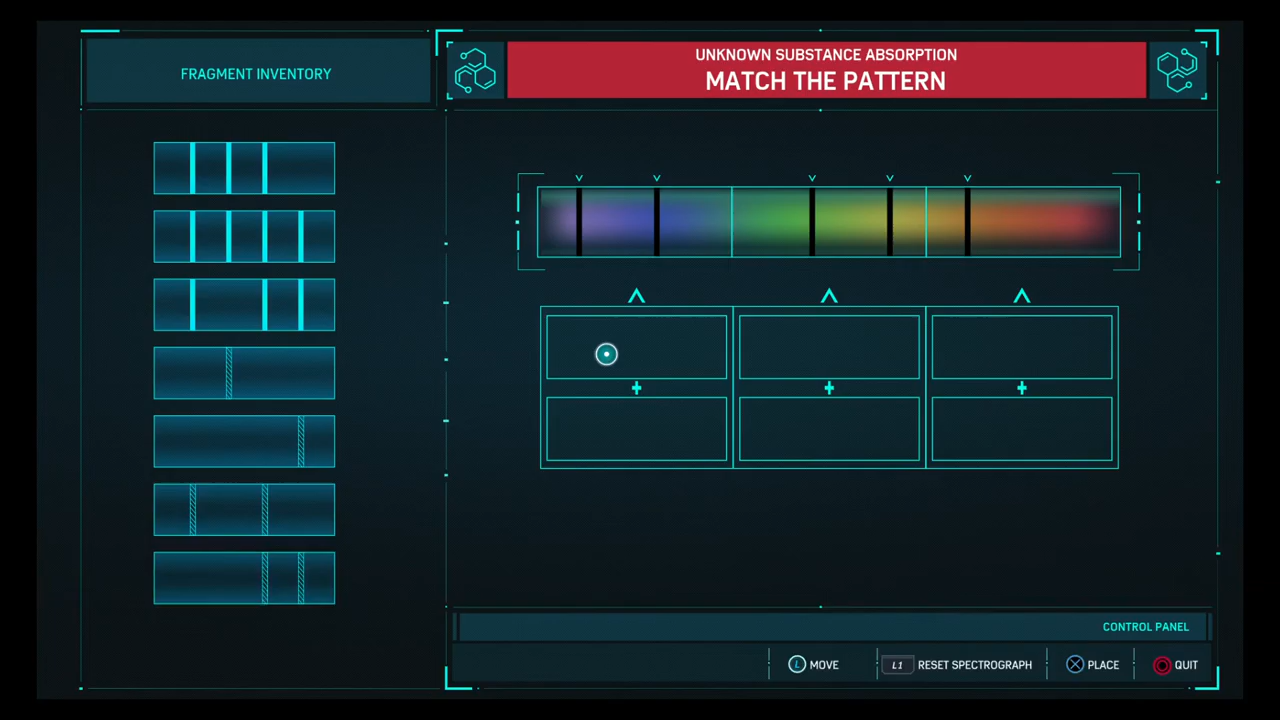 FRAGMENT INVENTORY
UNKNOWN SUBSTANCE ABSORPTION
MATCH THE PATTERN
CONTROL PANEL
L MOVE
L1 RESET SPECTROGRAPH
PLACE
QUIT